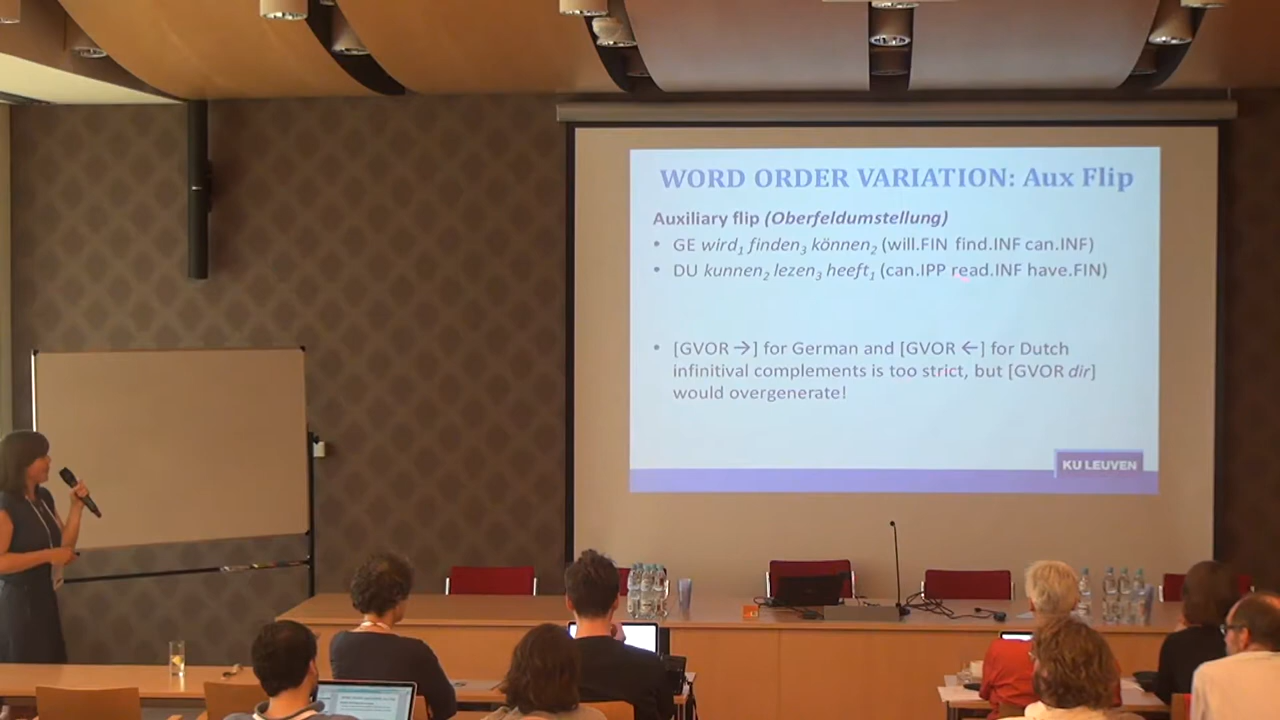 WORD ORDER VARIATION: Aux Flip
Auxiliary flip (Oberfeldumstellung)
• GE wird₁ finden₃ können₂ (will.FIN find.INF can.INF)
• DU kunnen₂ lezen₃ heeft₁ (can.IPP read.INF have.FIN)
• [GVOR →] for German and [GVOR ←] for Dutch
infinitival complements is too strict, but [GVOR dir]
would overgenerate!
KU LEUVEN